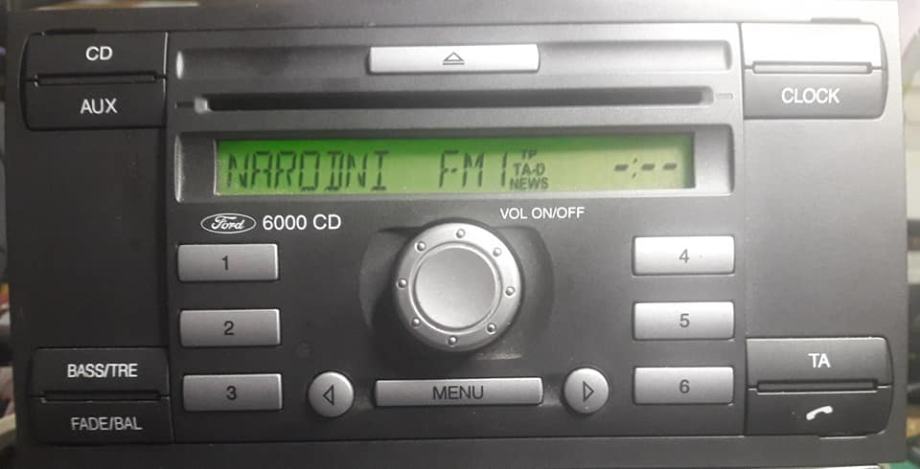 CD
AUX
CLOCK
NARODNI FM1 TP
TA-D
NEWS
-:--
Ford 6000 CD
VOL ON/OFF
1
2
3
4
5
6
BASS/TRE
FADE/BAL
MENU
TA